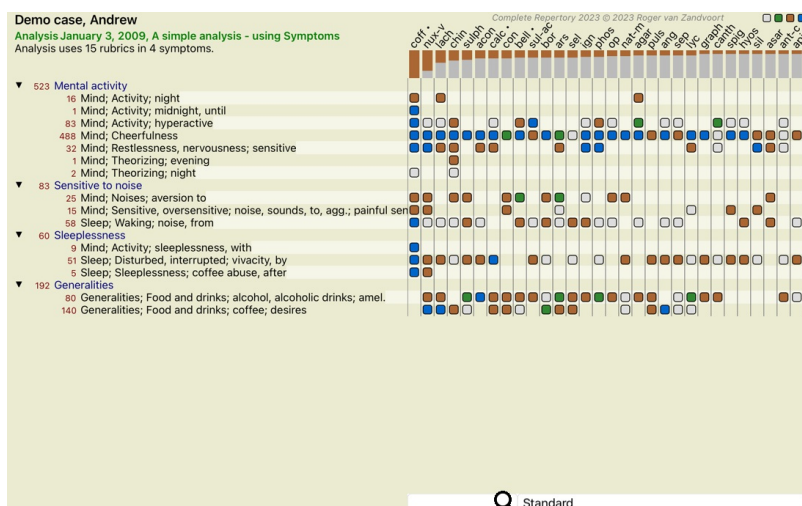 Demo case, Andrew
Complete Repertory 2023 © 2023 Roger van Zandvoort
Analysis January 3, 2009, A simple analysis - using Symptoms
Analysis uses 15 rubrics in 4 symptoms.
coff • nux-v lach chin sulph acon calc • con bell • sul-ac bor ars sel ign phos op nat-m agar puls ang sep lyc graph canth spig hyos sil asar ant-c
▼ 523 Mental activity
16 Mind; Activity; night
1 Mind; Activity; midnight, until
83 Mind; Activity; hyperactive
488 Mind; Cheerfulness
32 Mind; Restlessness, nervousness; sensitive
1 Mind; Theorizing; evening
2 Mind; Theorizing; night
▼ 83 Sensitive to noise
25 Mind; Noises; aversion to
15 Mind; Sensitive, oversensitive; noise, sounds, to, agg.; painful sen
58 Sleep; Waking; noise, from
▼ 60 Sleeplessness
9 Mind; Activity; sleeplessness, with
51 Sleep; Disturbed, interrupted; vivacity, by
5 Sleep; Sleeplessness; coffee abuse, after
▼ 192 Generalities
80 Generalities; Food and drinks; alcohol, alcoholic drinks; amel.
140 Generalities; Food and drinks; coffee; desires
Standard